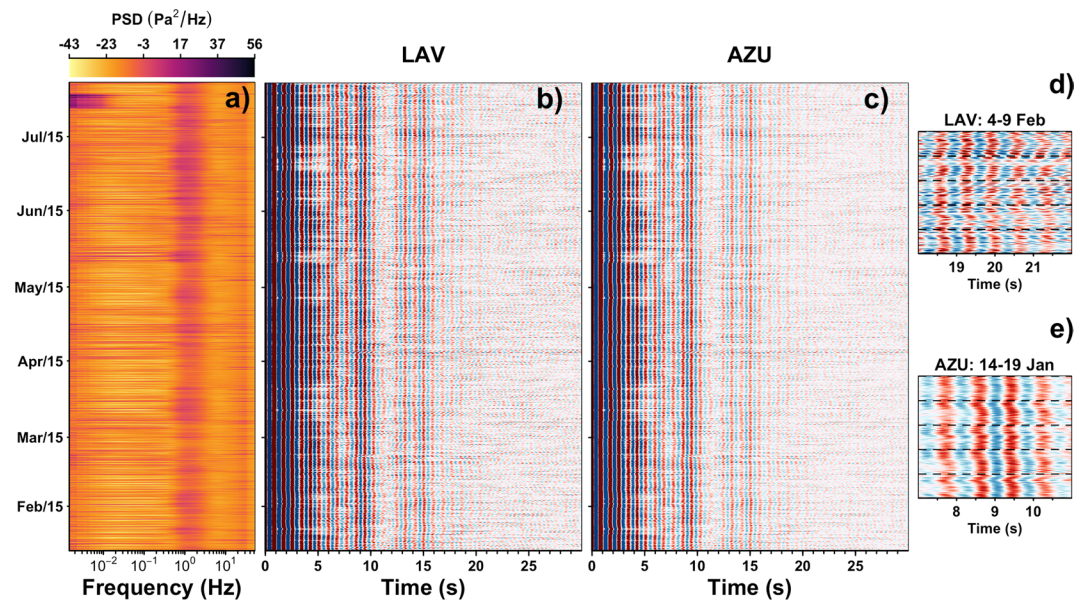 PSD (Pa²/Hz)
-43 -23 -3 17 37 56
LAV
AZU
a)
b)
c)
d)
LAV: 4-9 Feb
19 20 21
Time (s)
e)
AZU: 14-19 Jan
8 9 10
Time (s)
Jul/15
Jun/15
May/15
Apr/15
Mar/15
Feb/15
10⁻² 10⁻¹ 10⁰ 10¹
Frequency (Hz)
0 5 10 15 20 25
Time (s)
0 5 10 15 20 25
Time (s)